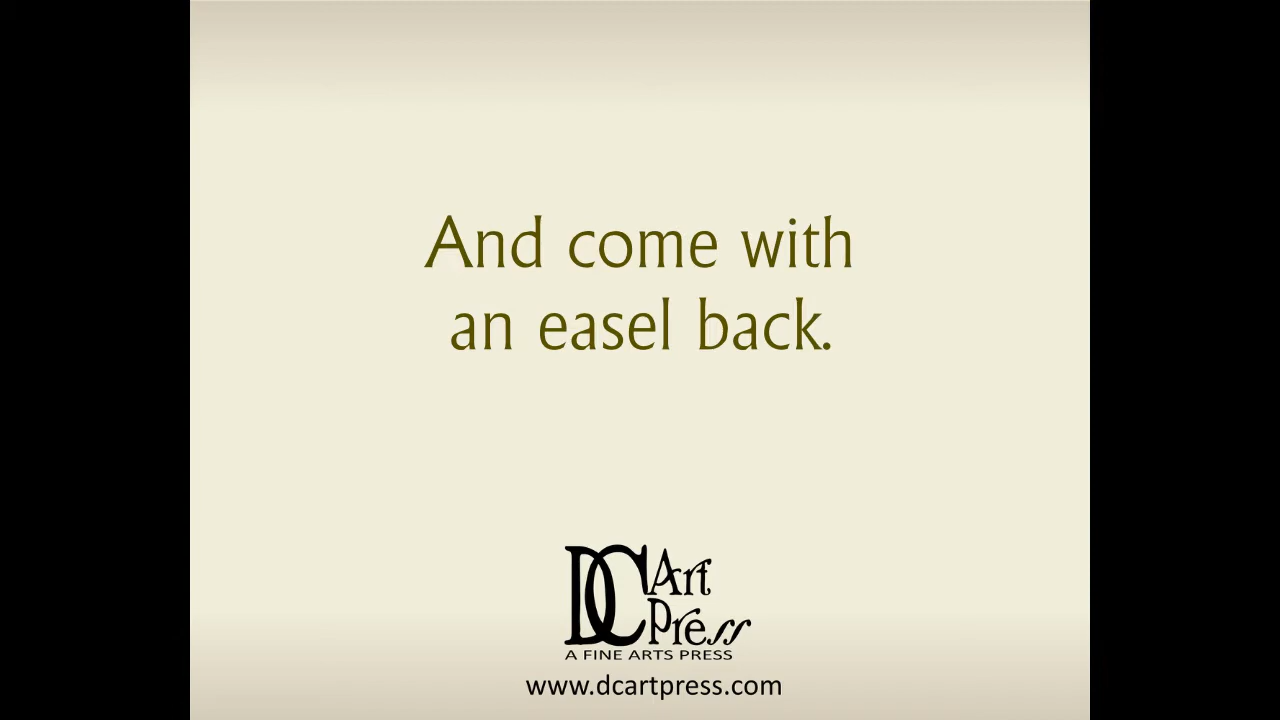 And come with
an easel back.
DC Art
Press
A FINE ARTS PRESS
www.dcartpress.com